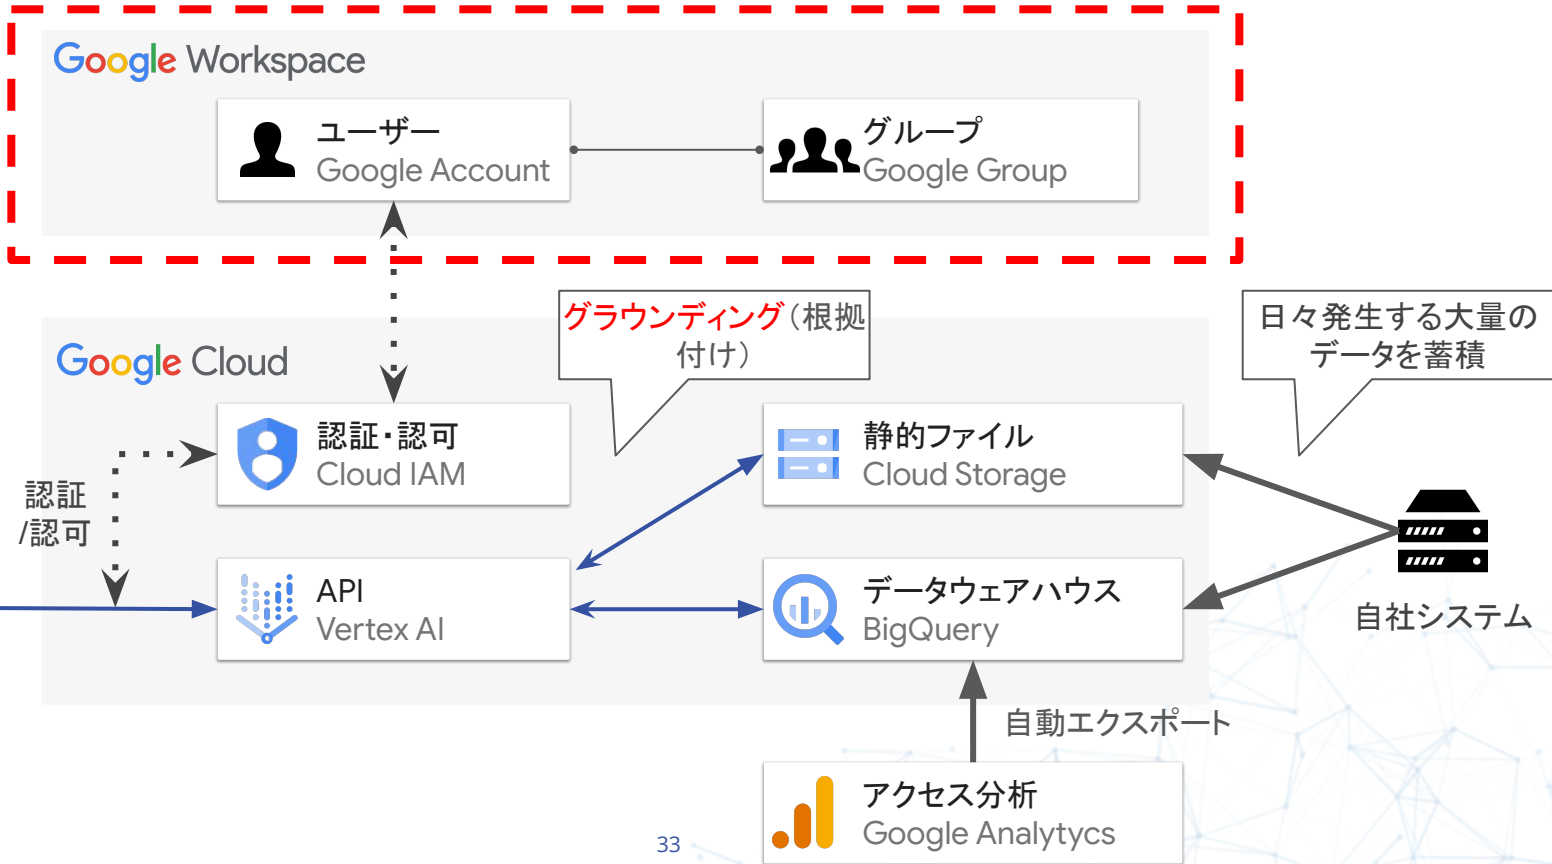 Google Workspace
ユーザー
Google Account
グループ
Google Group
グラウンディング（根拠
付け）
日々発生する大量の
データを蓄積
Google Cloud
認証・認可
Cloud IAM
静的ファイル
Cloud Storage
認証
/認可
API
Vertex AI
データウェアハウス
BigQuery
自社システム
自動エクスポート
アクセス分析
Google Analytycs
33